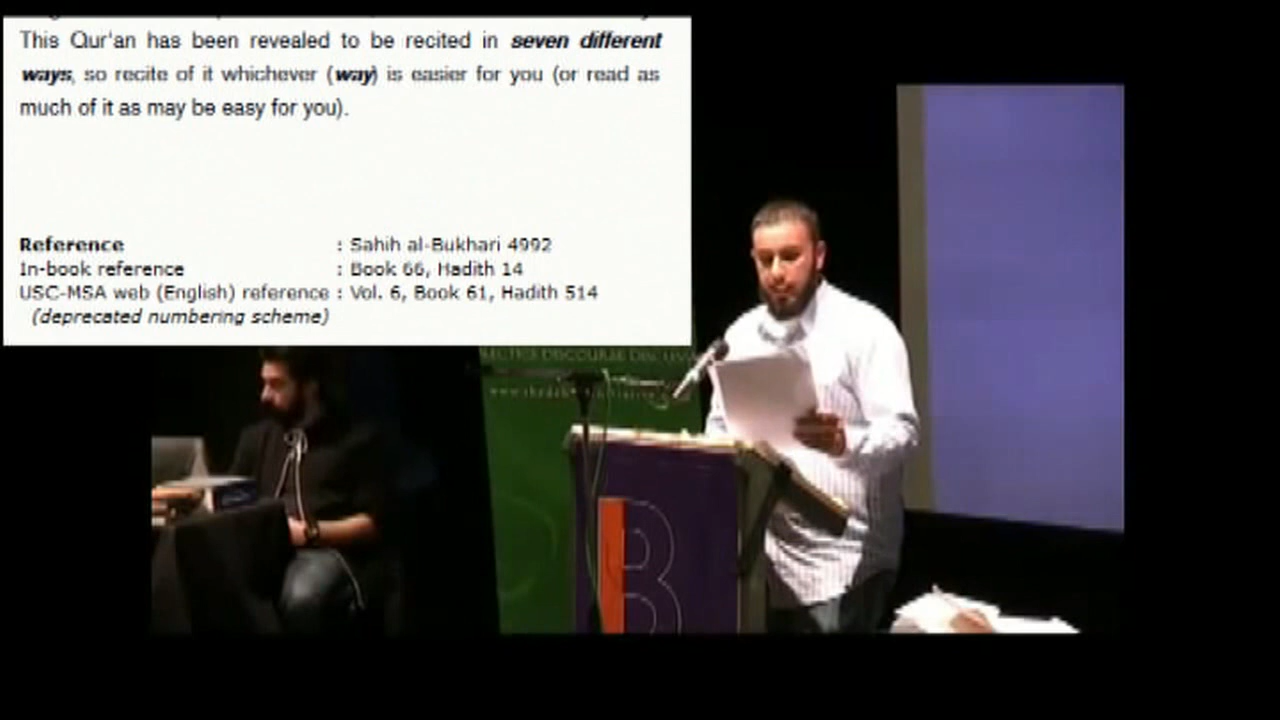 This Qur'an has been revealed to be recited in seven different
ways, so recite of it whichever (way) is easier for you (or read as
much of it as may be easy for you).
Reference : Sahih al-Bukhari 4992
In-book reference : Book 66, Hadith 14
USC-MSA web (English) reference : Vol. 6, Book 61, Hadith 514
(deprecated numbering scheme)
DISCOURSE
B